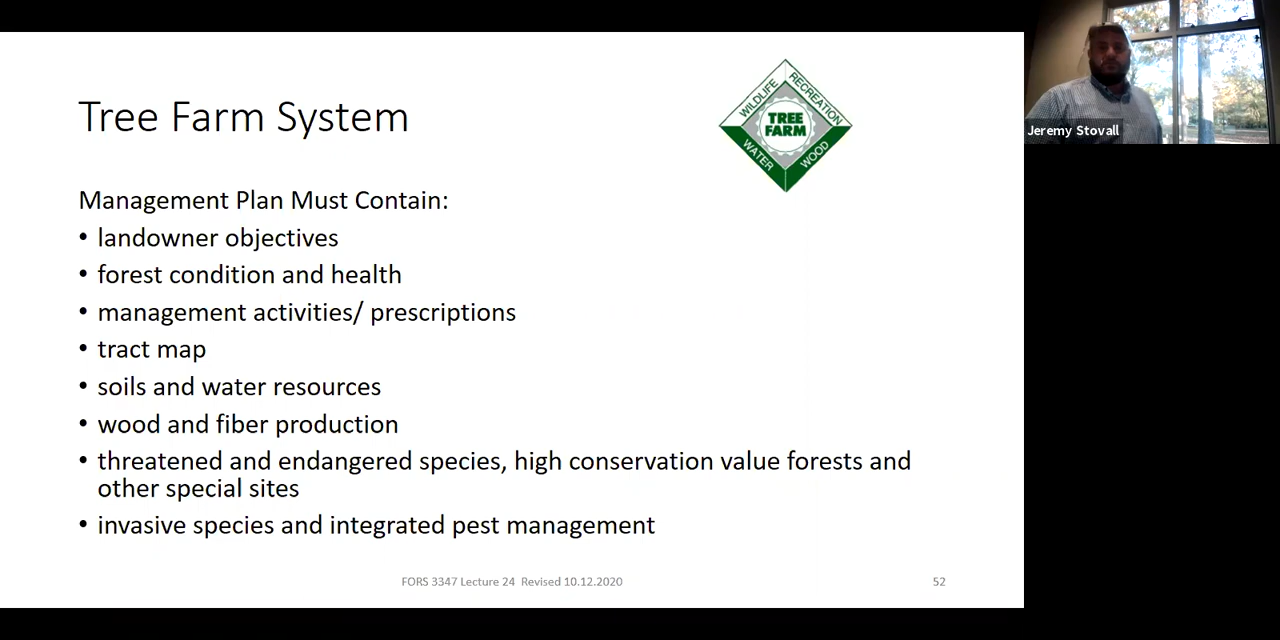 Tree Farm System
WILDLIFE
RECREATION
TREE
FARM
WATER
WOOD
Jeremy Stovall
Management Plan Must Contain:
• landowner objectives
• forest condition and health
• management activities/ prescriptions
• tract map
• soils and water resources
• wood and fiber production
• threatened and endangered species, high conservation value forests and
other special sites
• invasive species and integrated pest management
FORS 3347 Lecture 24 Revised 10.12.2020
52